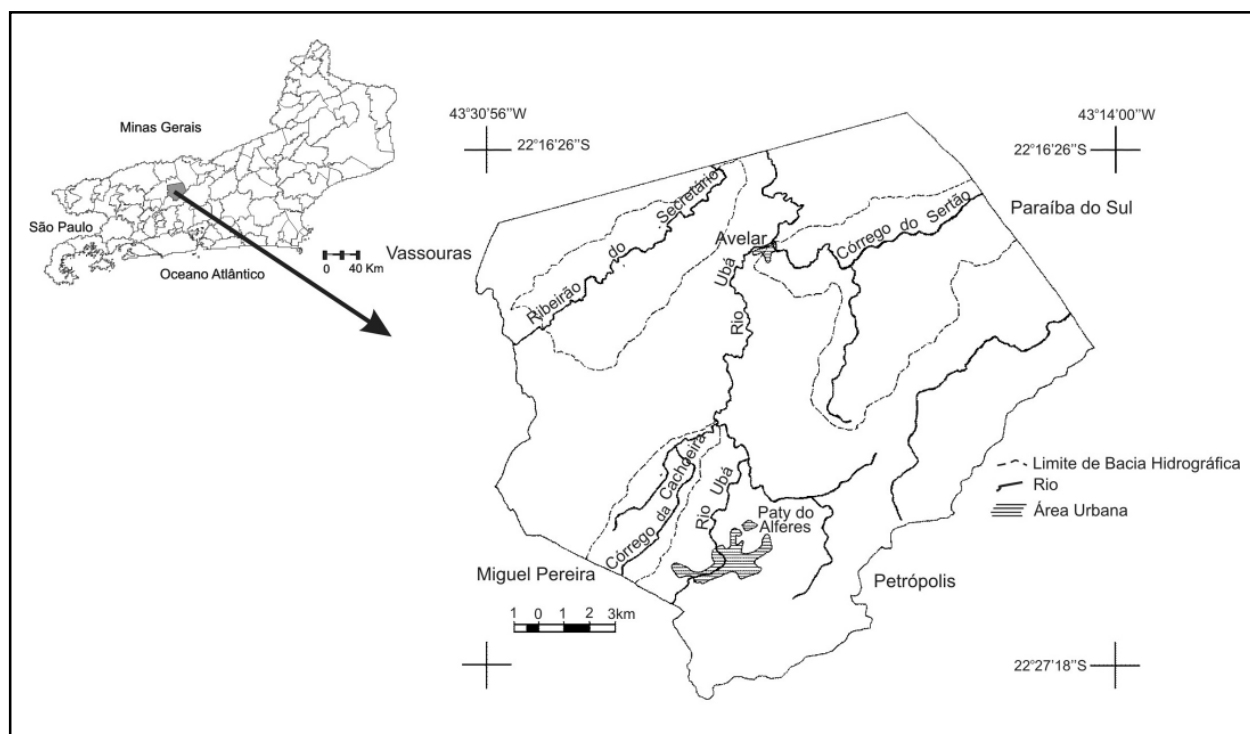 Minas Gerais
São Paulo
Oceano Atlântico
0 40 Km
43°30'56''W
22°16'26''S
43°14'00''W
22°16'26''S
Vassouras
Paraíba do Sul
Ribeirão do Secretário
Avelar
Córrego do Sertão
Rio Ubá
Córrego da Cachoeira
Rio Ubá
Paty do
Alferes
Limite de Bacia Hidrográfica
Rio
Área Urbana
Miguel Pereira
Petrópolis
1 0 1 2 3km
22°27'18''S